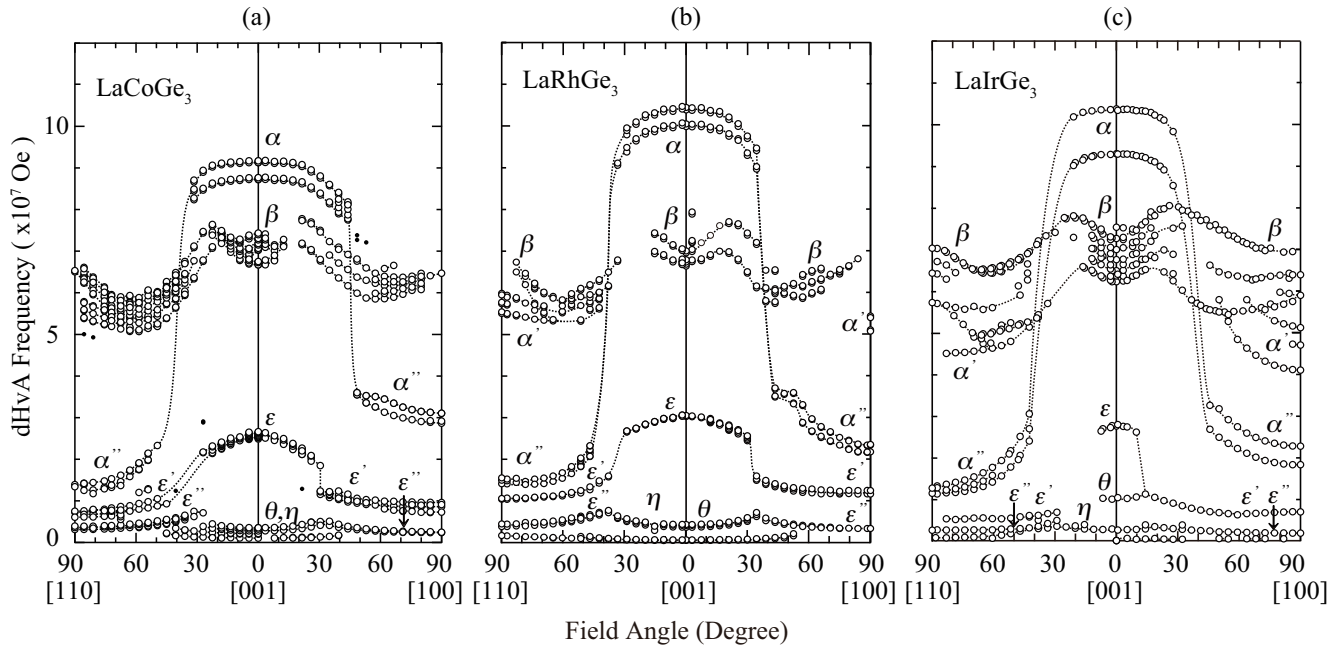 (a) (b) (c)
LaCoGe₃ LaRhGe₃ LaIrGe₃
dHvA Frequency ( x10⁷ Oe)
10
5
0
α
β
α''
ε
α''
ε'
ε''
θ,η
ε'
ε''
α
β
β
β
α'
α'
α''
α''
ε'
ε''
η
θ
ε'
ε''
α
β
β
β
α'
α'
ε
α''
α''
θ
ε''
ε'
η
ε'
ε''
90 60 30 0 30 60 90 90 60 30 0 30 60 90 90 60 30 0 30 60 90
[110] [001] [100] [110] [001] [100] [110] [001] [100]
Field Angle (Degree)